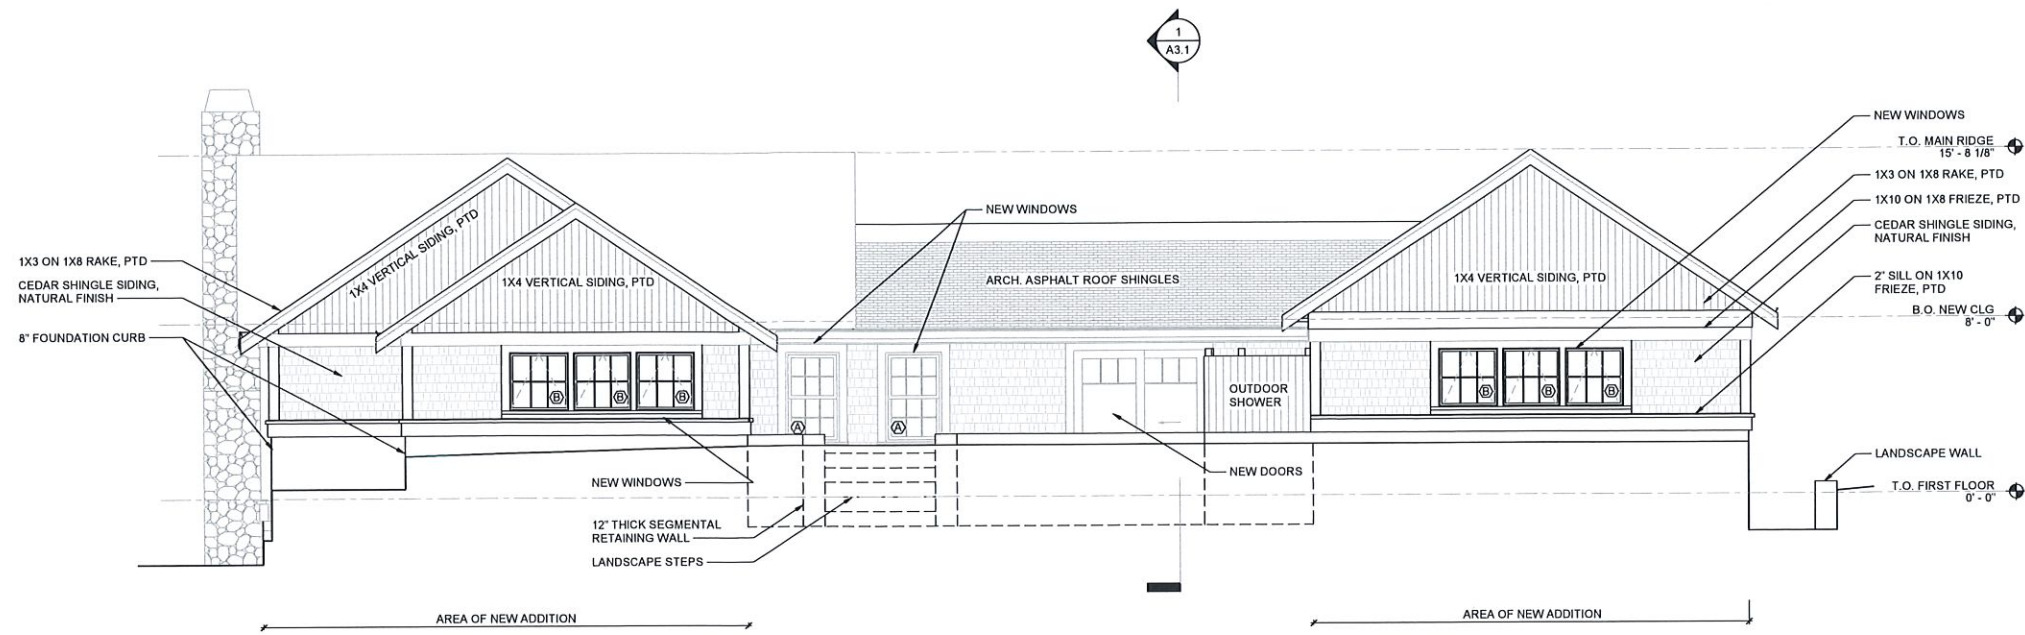 1
A3.1
NEW WINDOWS
T.O. MAIN RIDGE
15' - 8 1/8"
1X3 ON 1X8 RAKE, PTD
1X10 ON 1X8 FRIEZE, PTD
CEDAR SHINGLE SIDING,
NATURAL FINISH
2" SILL ON 1X10
FRIEZE, PTD
B.O. NEW CLG
8' - 0"
LANDSCAPE WALL
T.O. FIRST FLOOR
0' - 0"
1X3 ON 1X8 RAKE, PTD
CEDAR SHINGLE SIDING,
NATURAL FINISH
8" FOUNDATION CURB
1X4 VERTICAL SIDING, PTD
1X4 VERTICAL SIDING, PTD
NEW WINDOWS
ARCH. ASPHALT ROOF SHINGLES
1X4 VERTICAL SIDING, PTD
B
B
B
A
A
OUTDOOR
SHOWER
B
B
B
NEW DOORS
NEW WINDOWS
12" THICK SEGMENTAL
RETAINING WALL
LANDSCAPE STEPS
AREA OF NEW ADDITION
AREA OF NEW ADDITION